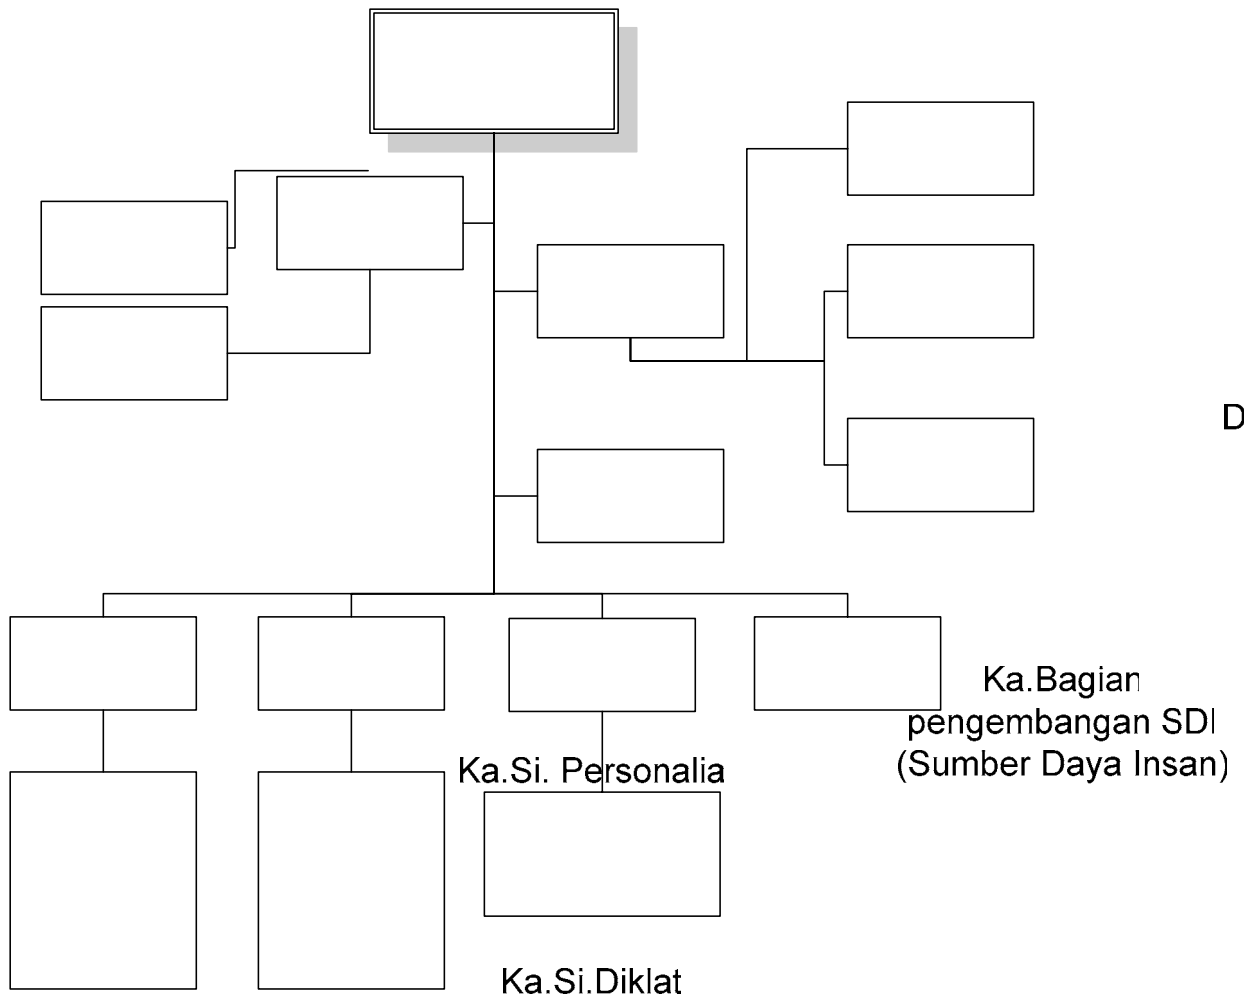 D
Ka.Bagian
pengembangan SDI
(Sumber Daya Insan)
Ka.Si. Personalia
Ka.Si.Diklat